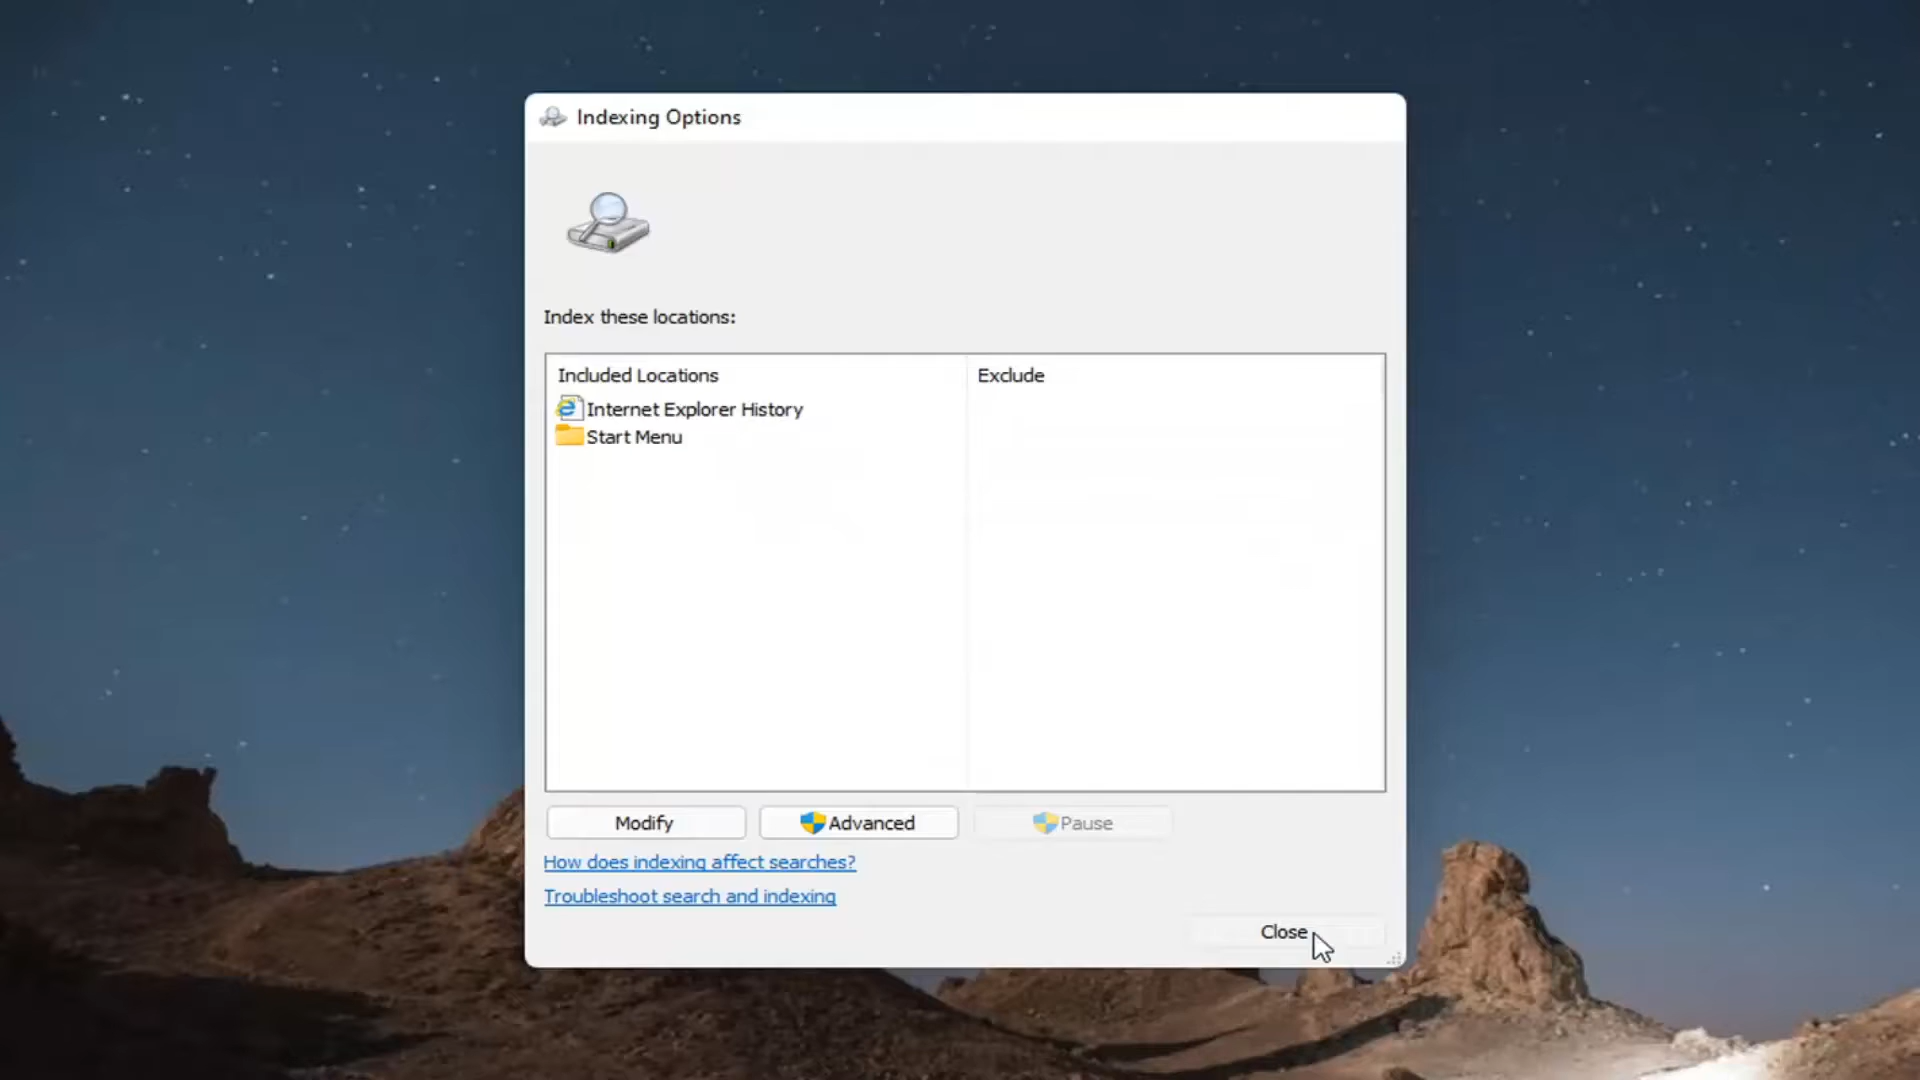 Indexing Options
Index these locations:
Included Locations
Exclude
Internet Explorer History
Start Menu
Modify
Advanced
Pause
How does indexing affect searches?
Troubleshoot search and indexing
Close